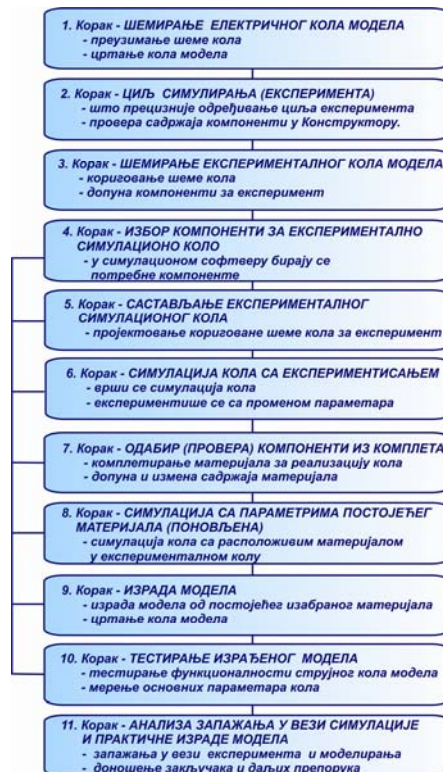 1. Корак - ШЕМИРАЊЕ ЕЛЕКТРИЧНОГ КОЛА МОДЕЛА
- преузимање шеме кола
- цртање кола модела
2. Корак - ЦИЉ СИМУЛИРАЊА (ЕКСПЕРИМЕНТА)
- што прецизније одређивање циља експеримента
- провера садржаја компоненти у Конструктору.
3. Корак - ШЕМИРАЊЕ ЕКСПЕРИМЕНТАЛНОГ КОЛА МОДЕЛА
- кориговање шеме кола
- допуна компоненти за експеримент
4. Корак - ИЗБОР КОМПОНЕНТИ ЗА ЕКСПЕРИМЕНТАЛНО
СИМУЛАЦИОНО КОЛО
- у симулационом софтверу бирају се
потребне компоненте
5. Корак - САСТАВЉАЊЕ ЕКСПЕРИМЕНТАЛНОГ
СИМУЛАЦИОНОГ КОЛА
- пројектовање кориговане шеме кола за експеримент
6. Корак - СИМУЛАЦИЈА КОЛА СА ЕКСПЕРИМЕНТИСАЊЕМ
- врши се симулација кола
- експериментише се са променом параметара
7. Корак - ОДАБИР (ПРОВЕРА) КОМПОНЕНТИ ИЗ КОМПЛЕТА
- комплетирање материјала за реализацију кола
- допуна и измена садржаја материјала
8. Корак - СИМУЛАЦИЈА СА ПАРАМЕТРИМА ПОСТОЈЕЋЕГ
МАТЕРИЈАЛА (ПОНОВЉЕНА)
- симулација кола са расположивим материјалом
у експерименталном колу
9. Корак - ИЗРАДА МОДЕЛА
- израда модела од постојећег изабраног материјала
- цртање кола модела
10. Корак - ТЕСТИРАЊЕ ИЗРАЂЕНОГ МОДЕЛА
- тестирање функционалности струјног кола модела
- мерење основних параметара кола
11. Корак - АНАЛИЗА ЗАПАЖАЊА У ВЕЗИ СИМУЛАЦИЈЕ
И ПРАКТИЧНЕ ИЗРАДЕ МОДЕЛА
- запажања у вези експеримента и моделирања
- доношење закључака и даљих препорука